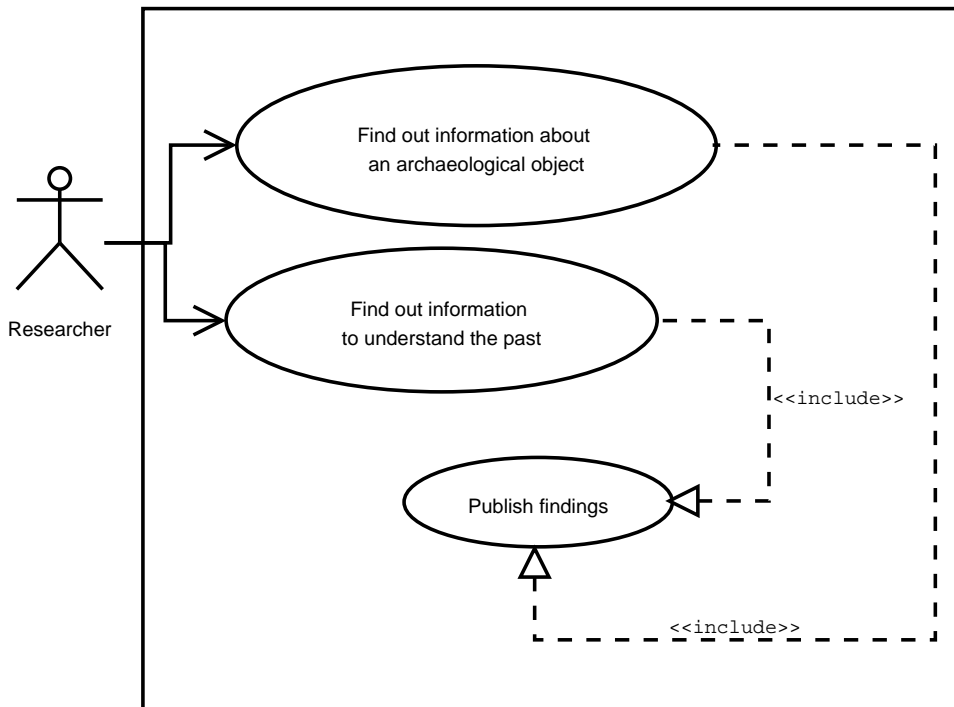 Find out information about
an archaeological object
Researcher
Find out information
to understand the past
<<include>>
Publish findings
<<include>>